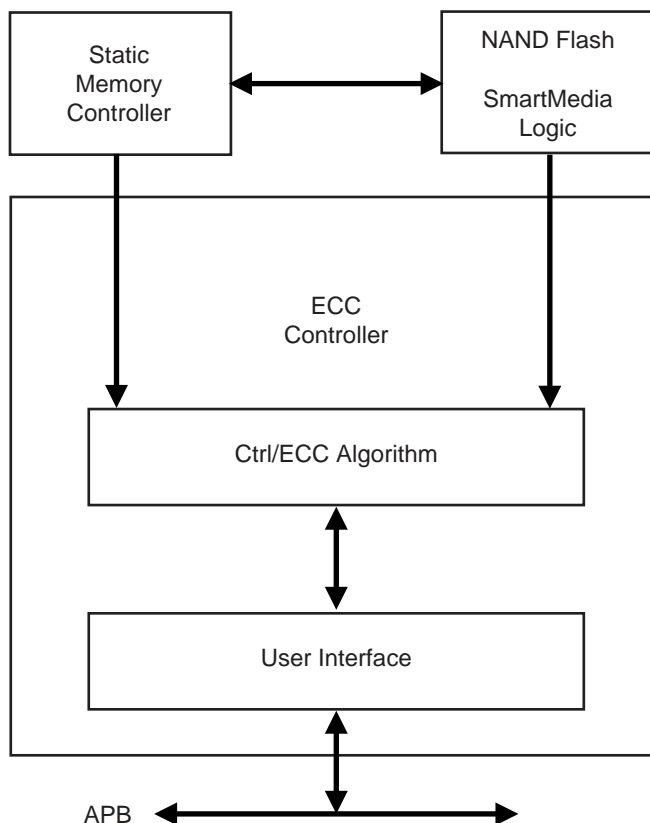 Static
Memory
Controller
NAND Flash
SmartMedia
Logic
ECC
Controller
Ctrl/ECC Algorithm
User Interface
APB